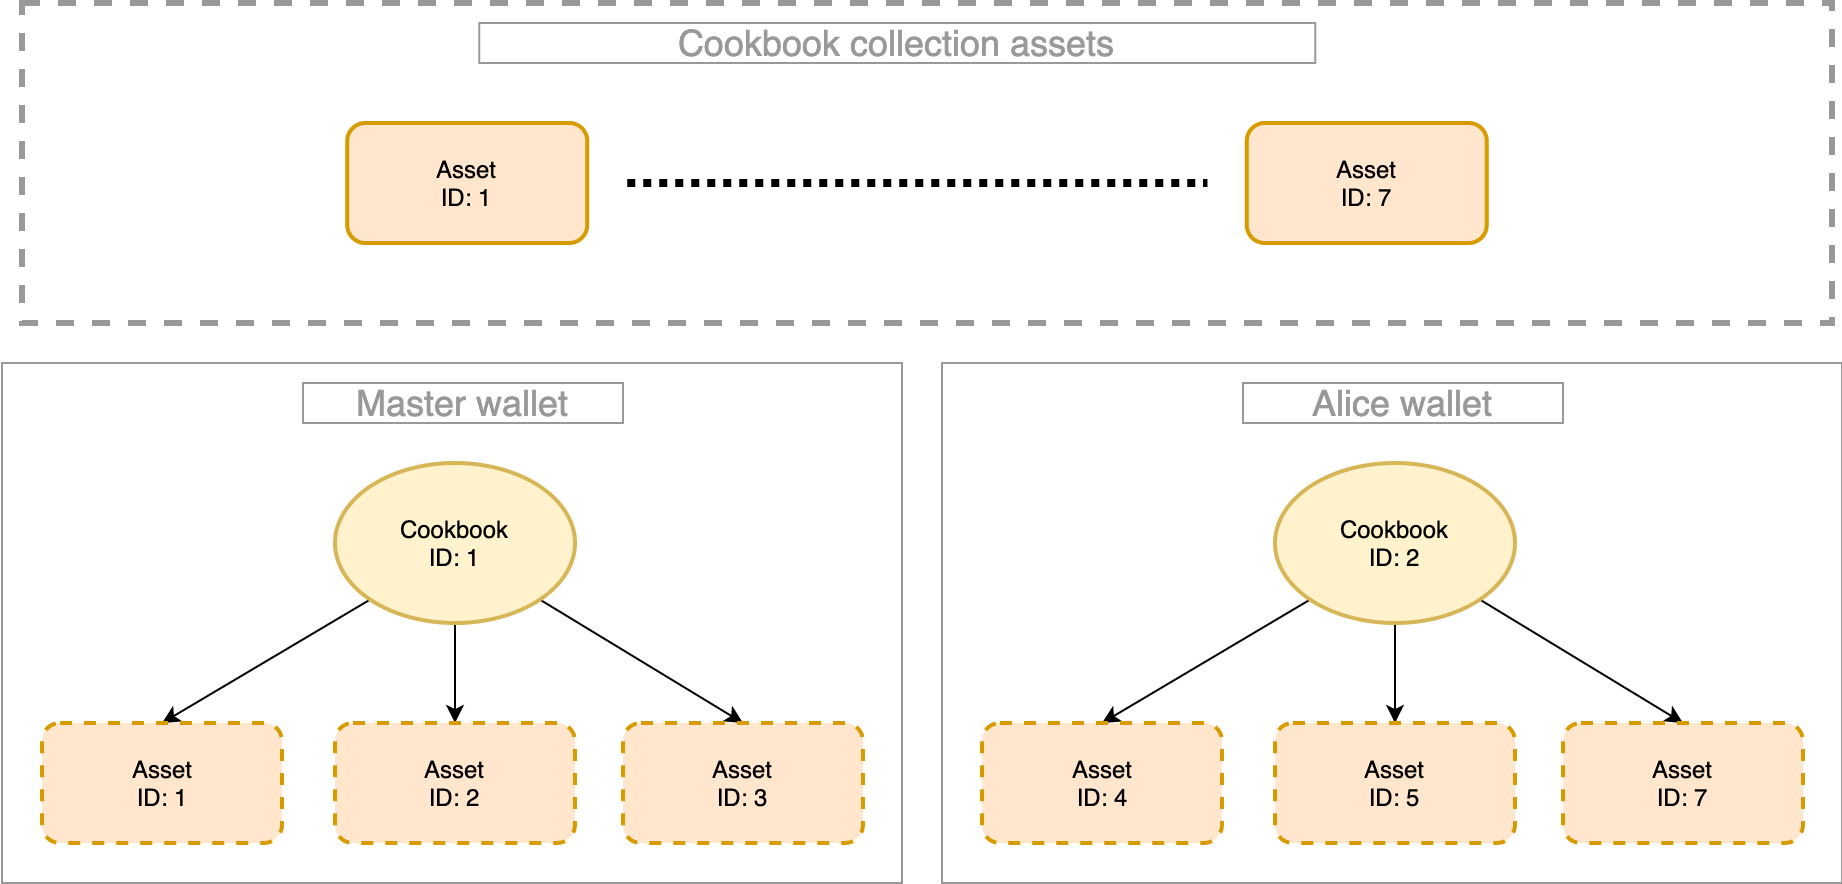 Cookbook collection assets
Asset
ID: 1
Asset
ID: 7
Master wallet
Cookbook
ID: 1
Asset
ID: 1
Asset
ID: 2
Asset
ID: 3
Alice wallet
Cookbook
ID: 2
Asset
ID: 4
Asset
ID: 5
Asset
ID: 7